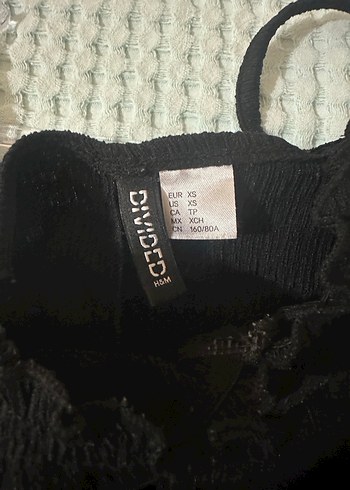 DIVIDED
H&M
EUR XS
US XS
CA TP
MX XCH
CN 160/80A